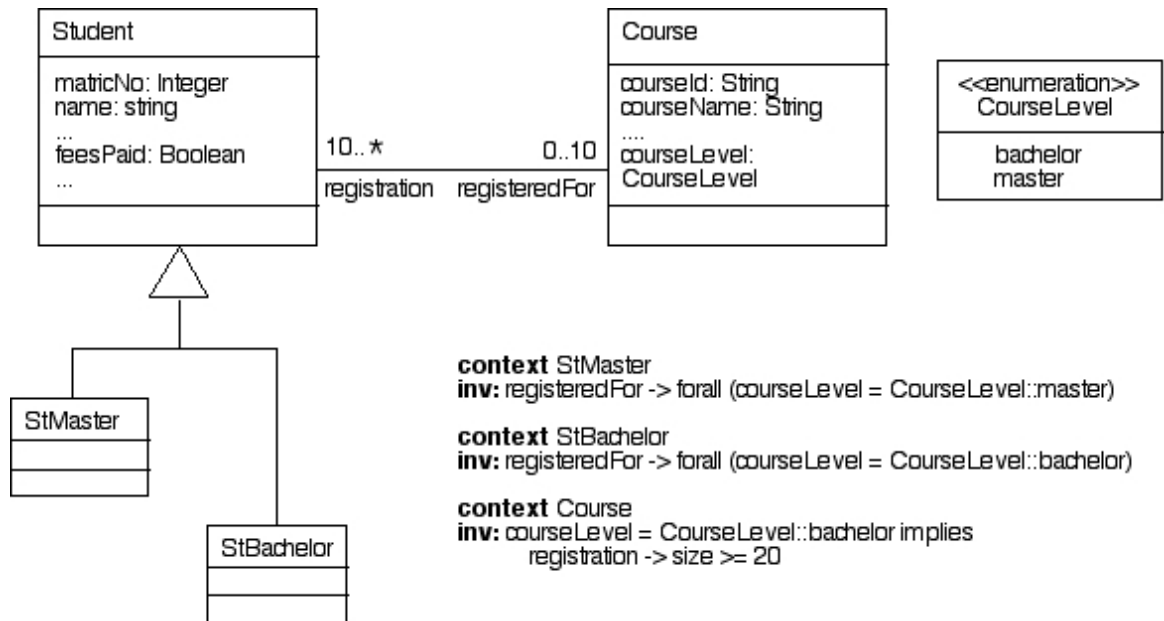 Student
matricNo: Integer
name: string
...
feesPaid: Boolean
...
10..*
registration
0..10
registeredFor
Course
courseId: String
courseName: String
....
courseLevel:
CourseLevel
<<enumeration>>
CourseLevel
bachelor
master
StMaster
StBachelor
context StMaster
inv: registeredFor -> forall (courseLevel = CourseLevel::master)
context StBachelor
inv: registeredFor -> forall (courseLevel = CourseLevel::bachelor)
context Course
inv: courseLevel = CourseLevel::bachelor implies
registration -> size >= 20